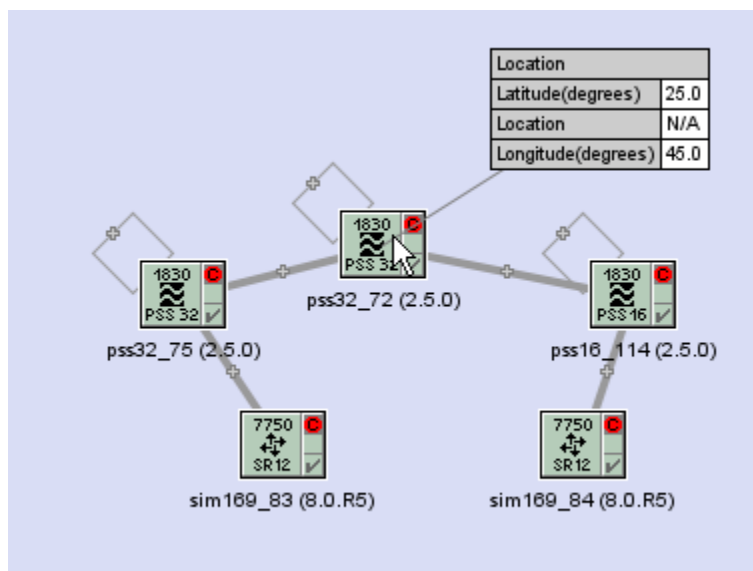 Location
Latitude(degrees) 25.0
Location N/A
Longitude(degrees) 45.0
1830 C
PSS 32
pss32_72 (2.5.0)
1830 C
PSS 32
pss32_75 (2.5.0)
1830 C
PSS 16
pss16_114 (2.5.0)
7750 C
SR12
sim169_83 (8.0.R5)
7750 C
SR12
sim169_84 (8.0.R5)